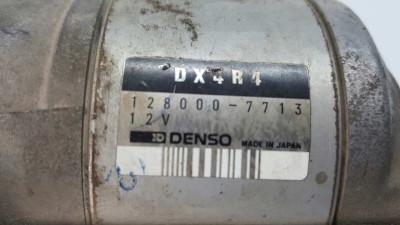 DX4R4
128000-7713
12V
DENSO MADE IN JAPAN